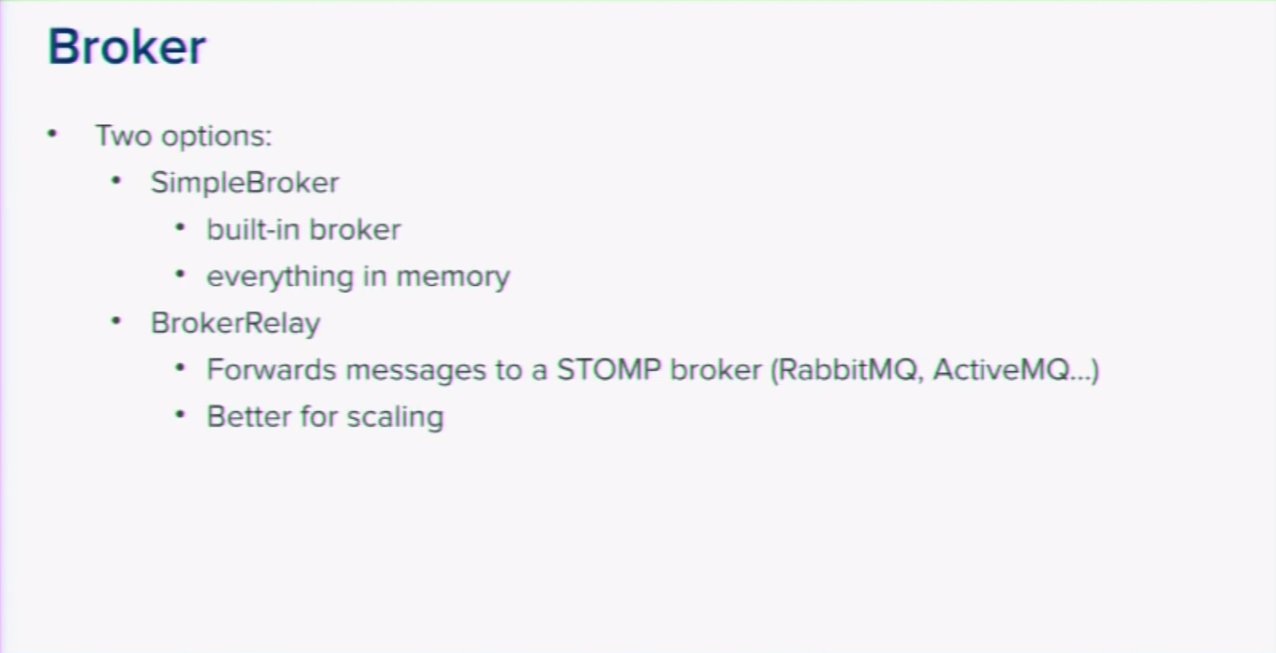 Broker
• Two options:
• SimpleBroker
• built-in broker
• everything in memory
• BrokerRelay
• Forwards messages to a STOMP broker (RabbitMQ, ActiveMQ...)
• Better for scaling